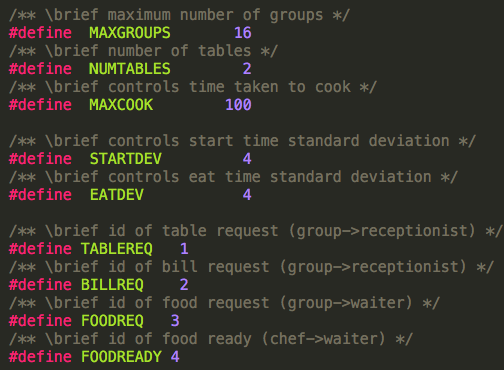 /** \brief maximum number of groups */
#define  MAXGROUPS       16
/** \brief number of tables */
#define  NUMTABLES        2
/** \brief controls time taken to cook */
#define  MAXCOOK        100

/** \brief controls start time standard deviation */
#define  STARTDEV         4
/** \brief controls eat time standard deviation */
#define  EATDEV           4

/** \brief id of table request (group->receptionist) */
#define TABLEREQ   1
/** \brief id of bill request (group->receptionist) */
#define BILLREQ    2
/** \brief id of food request (group->waiter) */
#define FOODREQ   3
/** \brief id of food ready (chef->waiter) */
#define FOODREADY 4